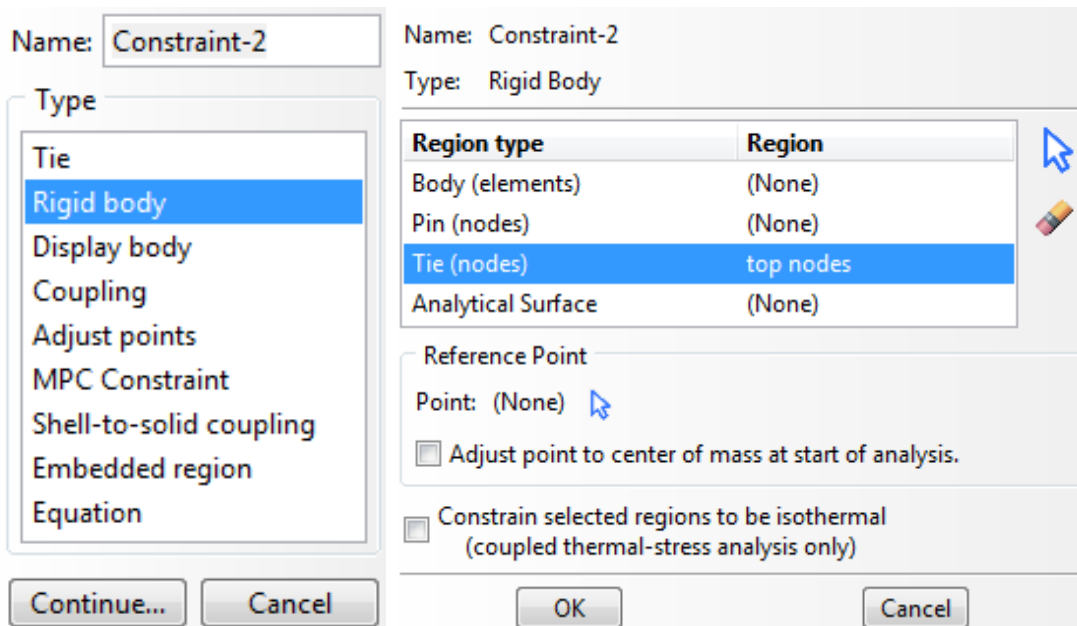 Name: Constraint-2
Type
Tie
Rigid body
Display body
Coupling
Adjust points
MPC Constraint
Shell-to-solid coupling
Embedded region
Equation
Continue... Cancel
Name: Constraint-2
Type: Rigid Body
Region type Region
Body (elements) (None)
Pin (nodes) (None)
Tie (nodes) top nodes
Analytical Surface (None)
Reference Point
Point: (None)
Adjust point to center of mass at start of analysis.
Constrain selected regions to be isothermal
(coupled thermal-stress analysis only)
OK Cancel